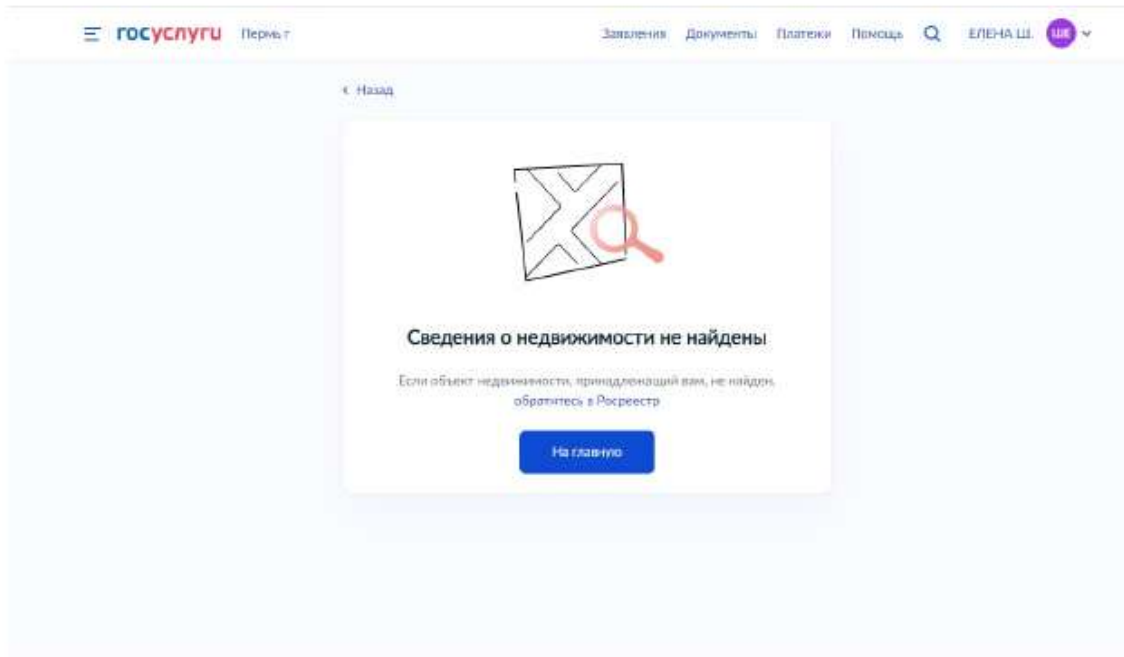 госуслуги Пермь г Заявления Документы Платежи Помощь ЕЛЕНА Ш. ШК
Назад
Сведения о недвижимости не найдены
Если объект недвижимости, принадлежащий вам, не найден,
обратитесь в Росреестр
На главную